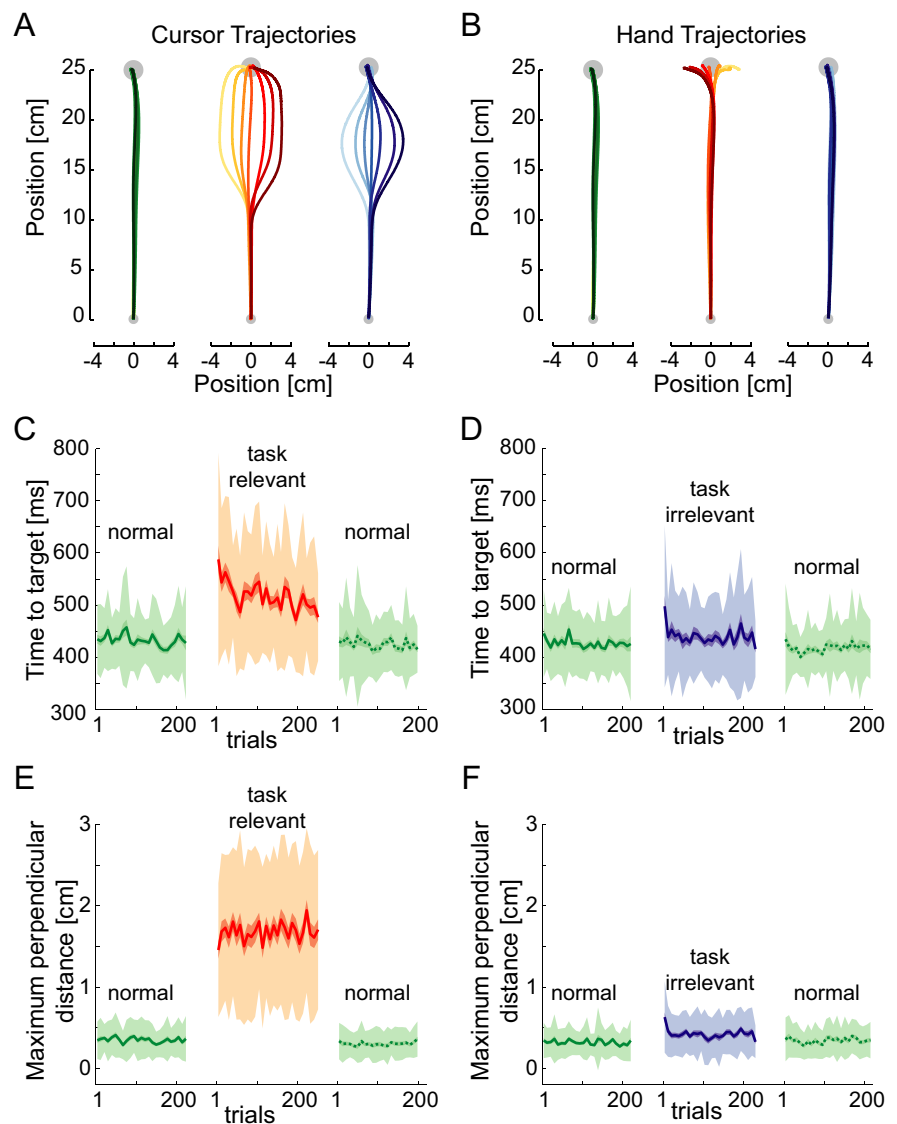 A
Cursor Trajectories
B
Hand Trajectories
Position [cm]
25
20
15
10
5
0
-4 0 4
-4 0 4
-4 0 4
Position [cm]
Position [cm]
25
20
15
10
5
0
-4 0 4
-4 0 4
-4 0 4
Position [cm]
C
Time to target [ms]
800
700
600
500
400
300
normal
task
relevant
normal
1 200
1 200
1 200
trials
D
Time to target [ms]
800
700
600
500
400
300
normal
task
irrelevant
normal
1 200
1 200
1 200
trials
E
Maximum perpendicular
distance [cm]
3
2
1
0
normal
task
relevant
normal
1 200
1 200
1 200
trials
F
Maximum perpendicular
distance [cm]
3
2
1
0
normal
task
irrelevant
normal
1 200
1 200
1 200
trials